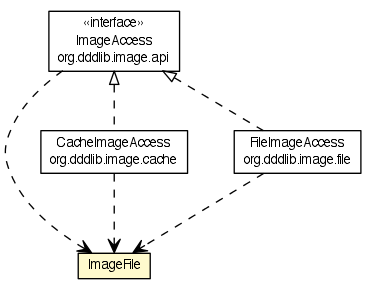 «interface»
ImageAccess
org.dddlib.image.api
CacheImageAccess
org.dddlib.image.cache
FileImageAccess
org.dddlib.image.file
ImageFile